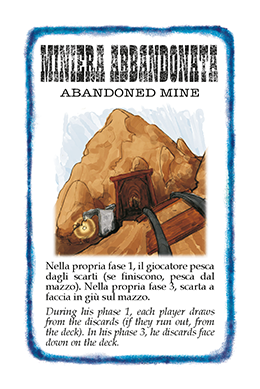 MINIERA ABBANDONATA
ABANDONED MINE
Nella propria fase 1, il giocatore pesca
dagli scarti (se finiscono, pesca dal
mazzo). Nella propria fase 3, scarta a
faccia in giù sul mazzo.
During his phase 1, each player draws
from the discards (if they run out, from
the deck). In his phase 3, he discards face
down on the deck.